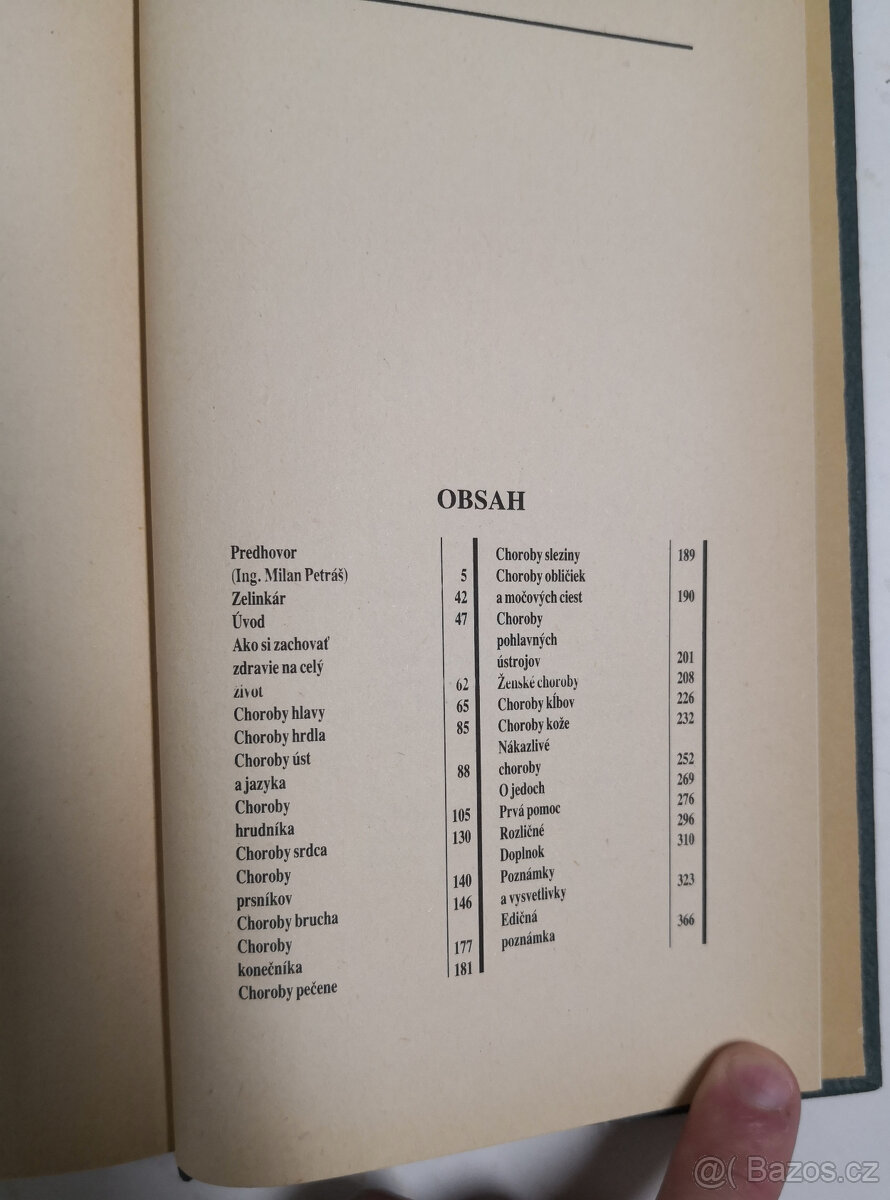 OBSAH
Predhovor
(Ing. Milan Petráš) 5
Zelinkár 42
Úvod 47
Ako si zachovať
zdravie na celý
život 62
Choroby hlavy 65
Choroby hrdla 85
Choroby úst
a jazyka 88
Choroby
hrudníka 105
Choroby srdca 130
Choroby
prsníkov 140
Choroby brucha 146
Choroby
konečníka 177
Choroby pečene 181
Choroby sleziny 189
Choroby obličiek
a močových ciest 190
Choroby
pohlavných
ústrojov 201
Ženské choroby 208
Choroby kĺbov 226
Choroby kože 232
Nákazlivé
choroby 252
O jedoch 269
Prvá pomoc 276
Rozličné 296
Doplnok 310
Poznámky
a vysvetlivky 323
Edičná
poznámka 366
@( Bazos.cz